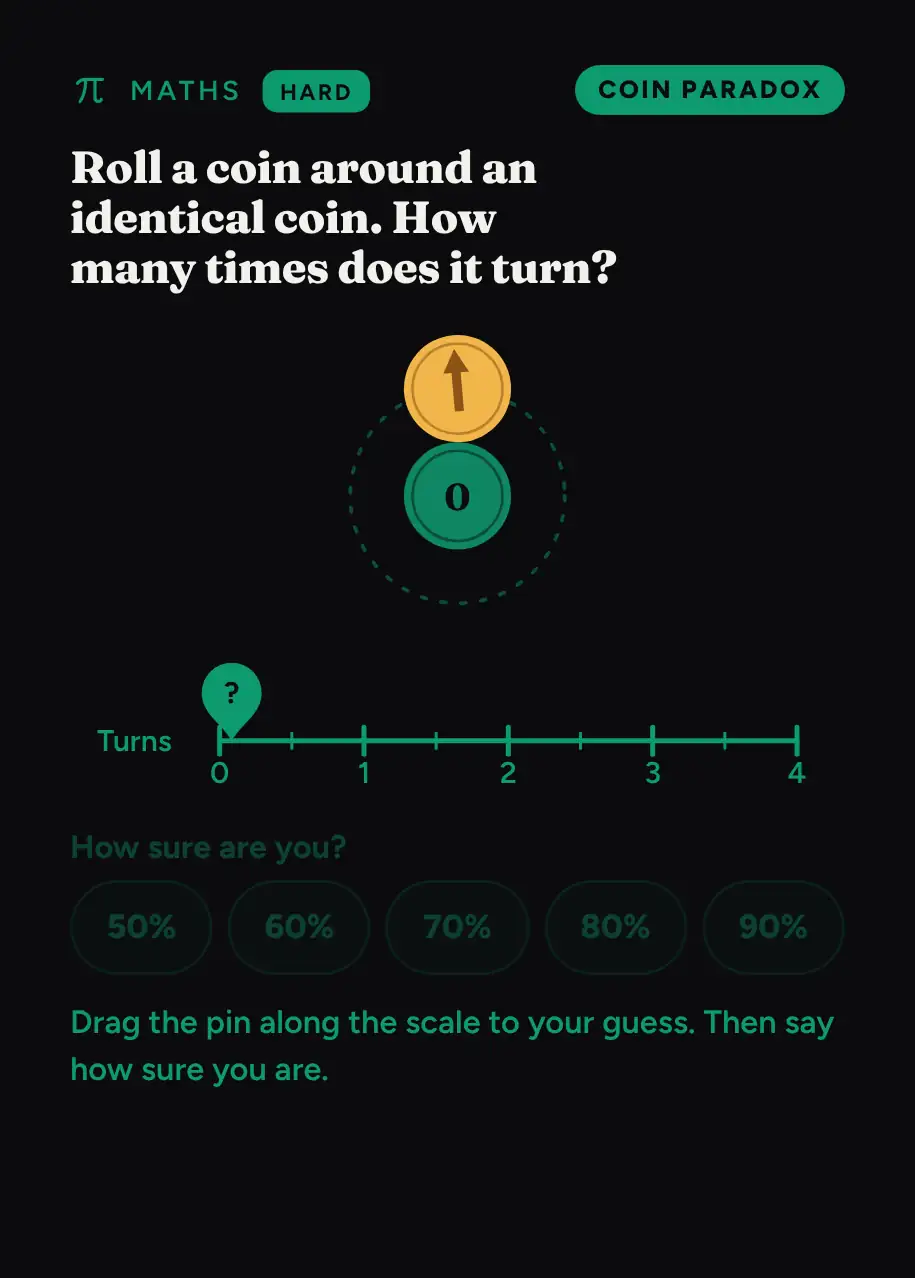 π MATHS HARD COIN PARADOX
Roll a coin around an
identical coin. How
many times does it turn?
0
?
Turns
0 1 2 3 4
How sure are you?
50% 60% 70% 80% 90%
Drag the pin along the scale to your guess. Then say
how sure you are.